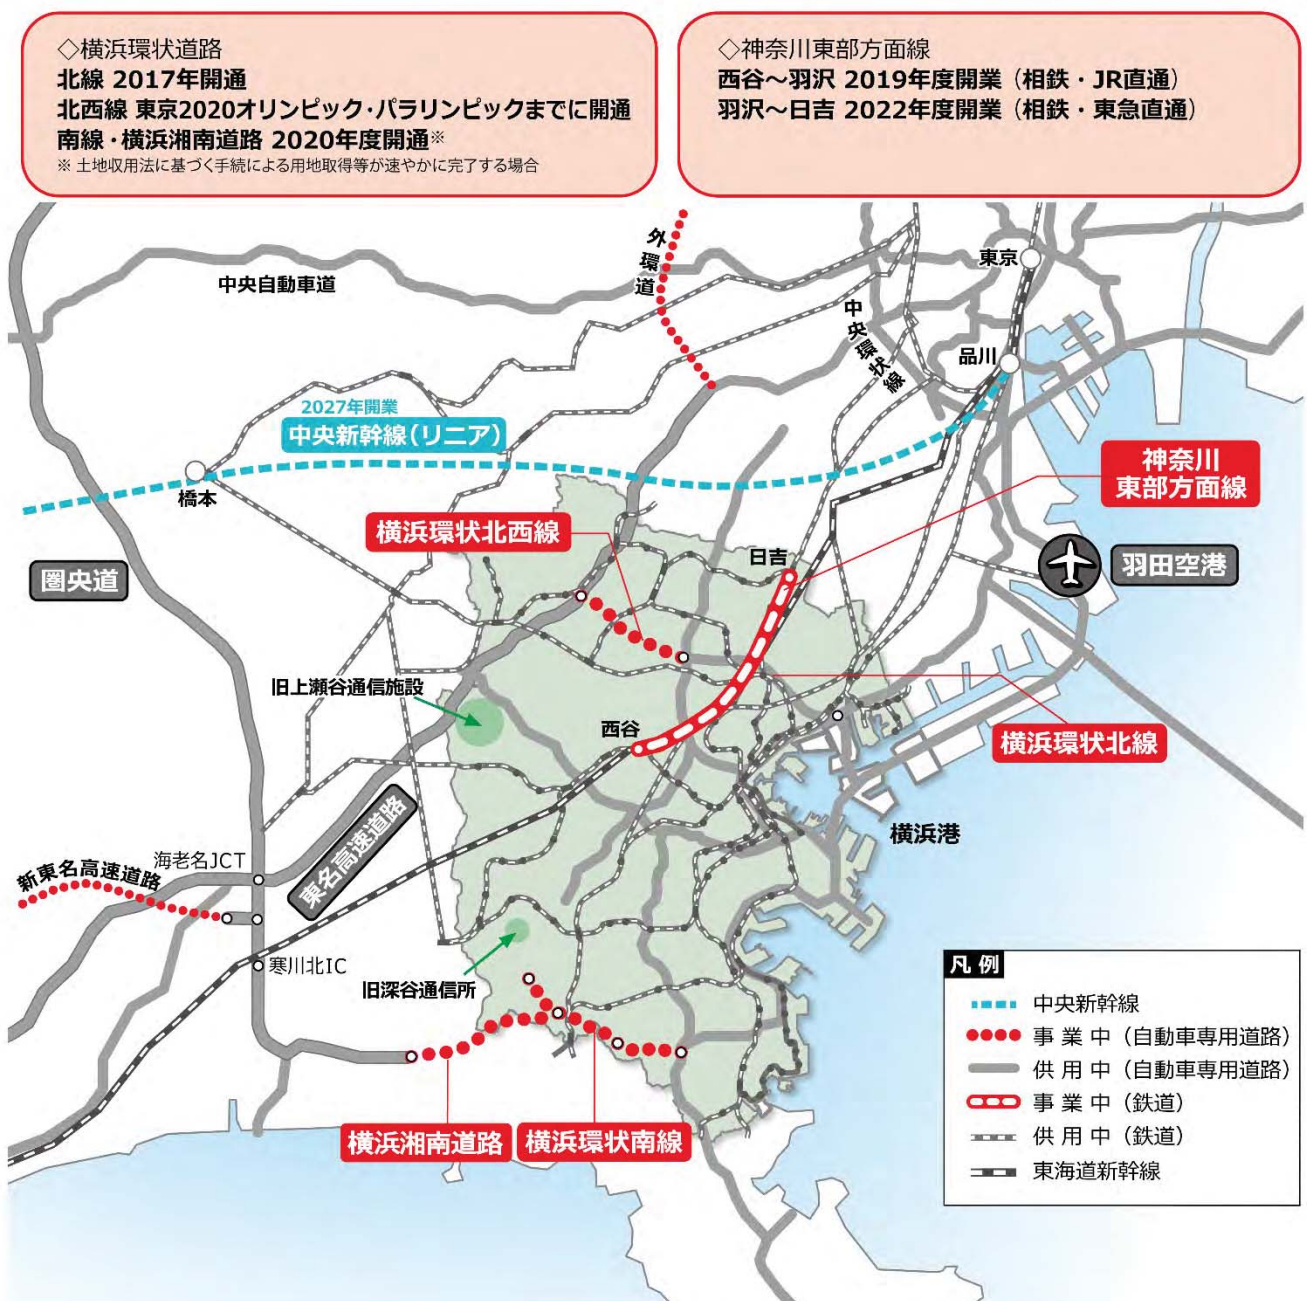 ◇横浜環状道路
北線 2017年開通
北西線 東京2020オリンピック・パラリンピックまでに開通
南線・横浜湘南道路 2020年度開通※
※ 土地収用法に基づく手続による用地取得等が速やかに完了する場合
◇神奈川東部方面線
西谷～羽沢 2019年度開業（相鉄・JR直通）
羽沢～日吉 2022年度開業（相鉄・東急直通）
外環道
東京
中央自動車道
中央環状線
品川
2027年開業
中央新幹線（リニア）
神奈川
東部方面線
橋本
横浜環状北西線
日吉
圏央道
羽田空港
旧上瀬谷通信施設
西谷
横浜環状北線
東名高速道路
横浜港
海老名JCT
新東名高速道路
寒川北IC
旧深谷通信所
横浜湘南道路
横浜環状南線
凡例
中央新幹線
事業中（自動車専用道路）
供用中（自動車専用道路）
事業中（鉄道）
供用中（鉄道）
東海道新幹線